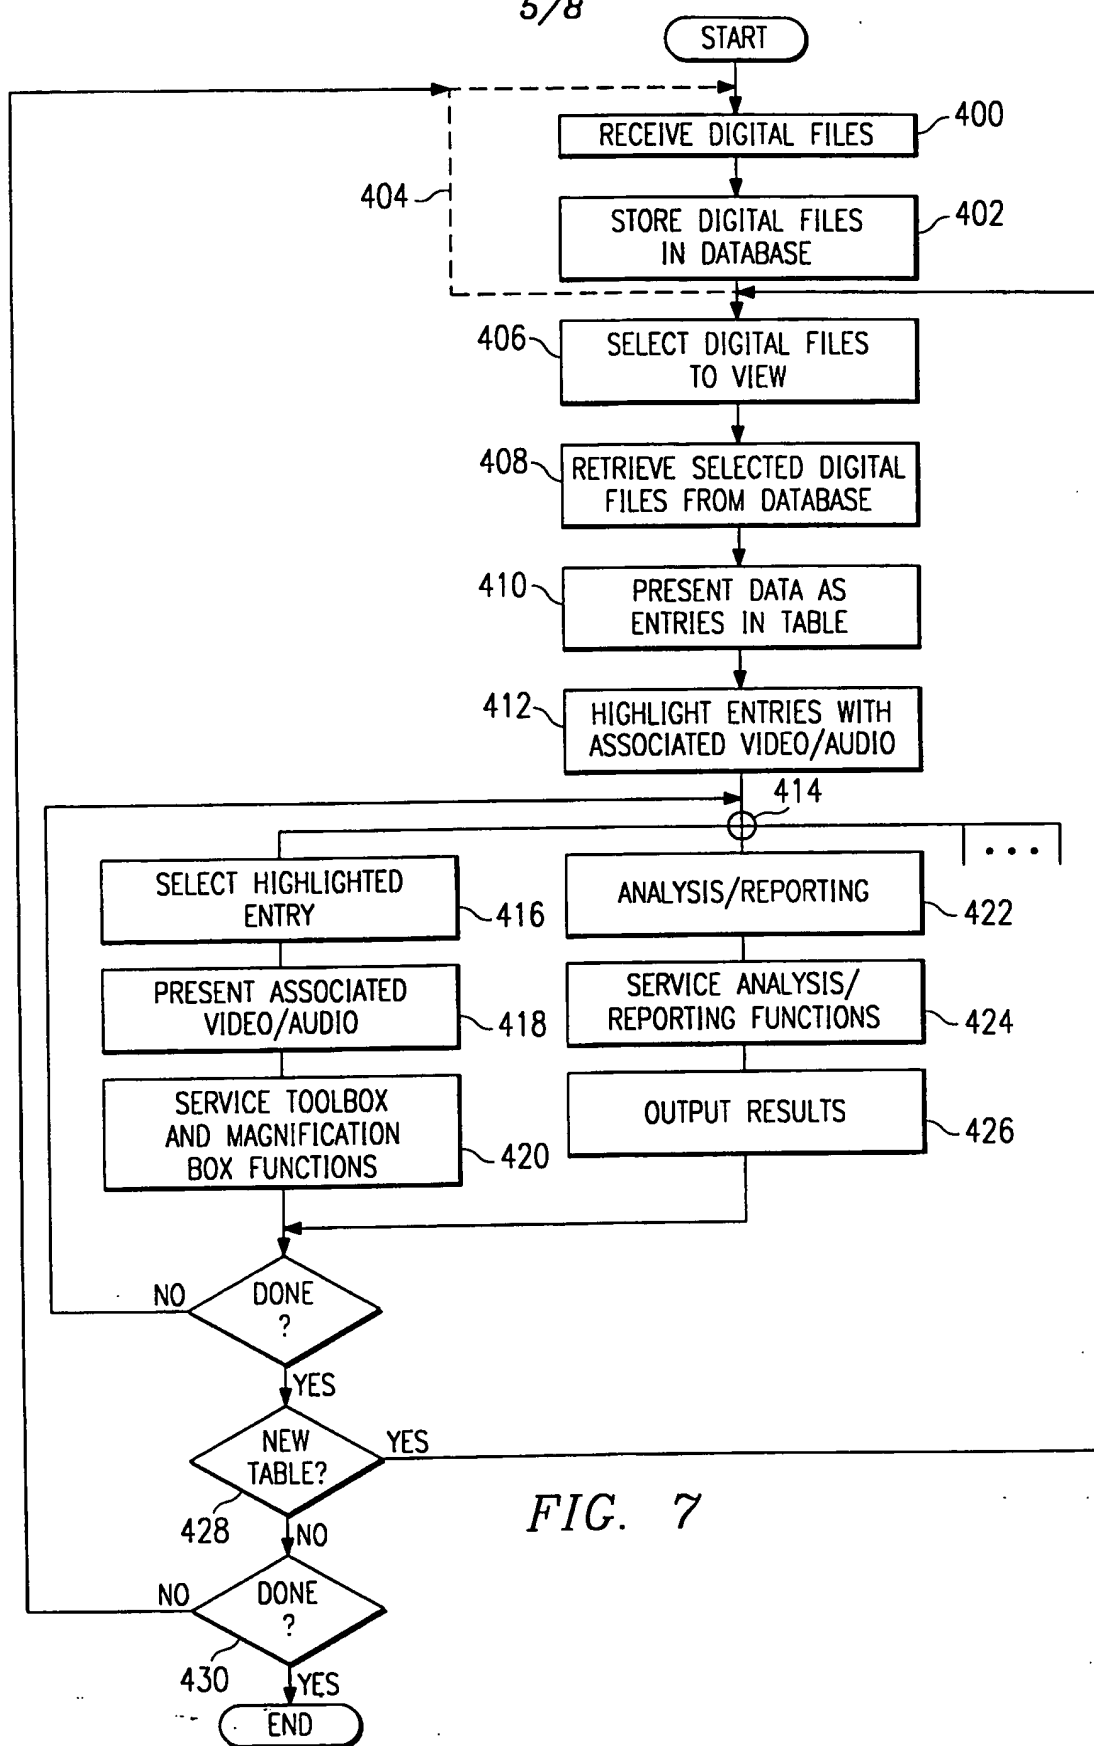 5/8
START
RECEIVE DIGITAL FILES
400
404
STORE DIGITAL FILES
IN DATABASE
402
406
SELECT DIGITAL FILES
TO VIEW
408
RETRIEVE SELECTED DIGITAL
FILES FROM DATABASE
410
PRESENT DATA AS
ENTRIES IN TABLE
412
HIGHLIGHT ENTRIES WITH
ASSOCIATED VIDEO/AUDIO
414
SELECT HIGHLIGHTED
ENTRY
416
ANALYSIS/REPORTING
422
• • •
PRESENT ASSOCIATED
VIDEO/AUDIO
418
SERVICE ANALYSIS/
REPORTING FUNCTIONS
424
SERVICE TOOLBOX
AND MAGNIFICATION
BOX FUNCTIONS
420
OUTPUT RESULTS
426
NO
DONE
?
YES
NEW
TABLE?
YES
428
NO
FIG. 7
NO
DONE
?
430
YES
END